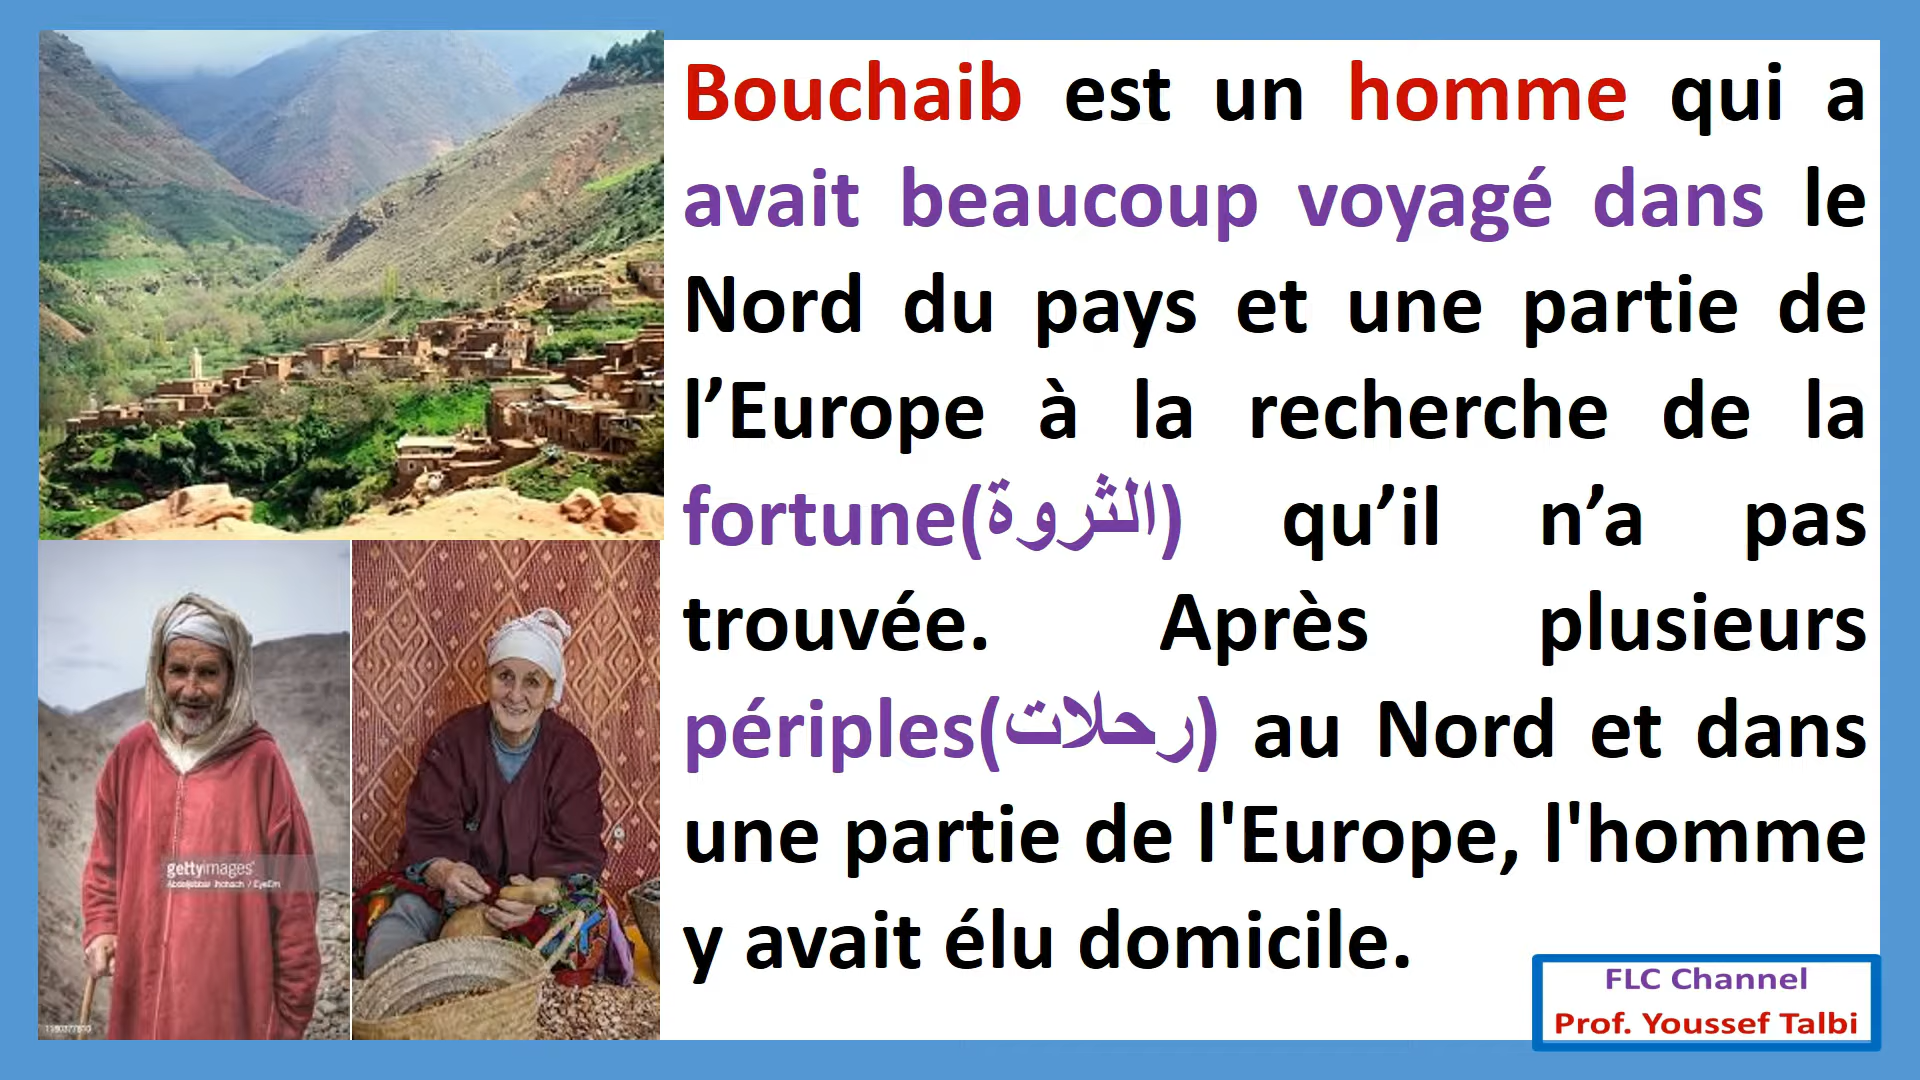 Bouchaib est un homme qui a
avait beaucoup voyagé dans le
Nord du pays et une partie de
l’Europe à la recherche de la
fortune(الثروة) qu’il n’a pas
trouvée. Après plusieurs
périples(رحلات) au Nord et dans
une partie de l'Europe, l'homme
y avait élu domicile.
FLC Channel
Prof. Youssef Talbi
gettyimages